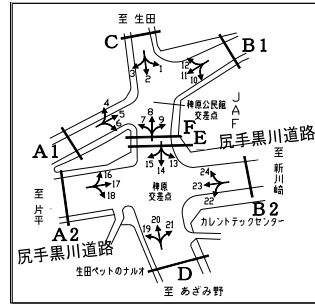 至 生田
C
B1
3
2
1
12
11
10
稗原公民館
交差点
JAF
4
5
6
7
8
9
F
E
A1
尻手黒川道路
15
14
13
至 新川崎
至 片平
16
17
18
稗原
交差点
24
23
22
B2
A2
カレントテックセンター
尻手黒川道路
19
20
21
生田ペットのナルオ
D
至 あざみ野